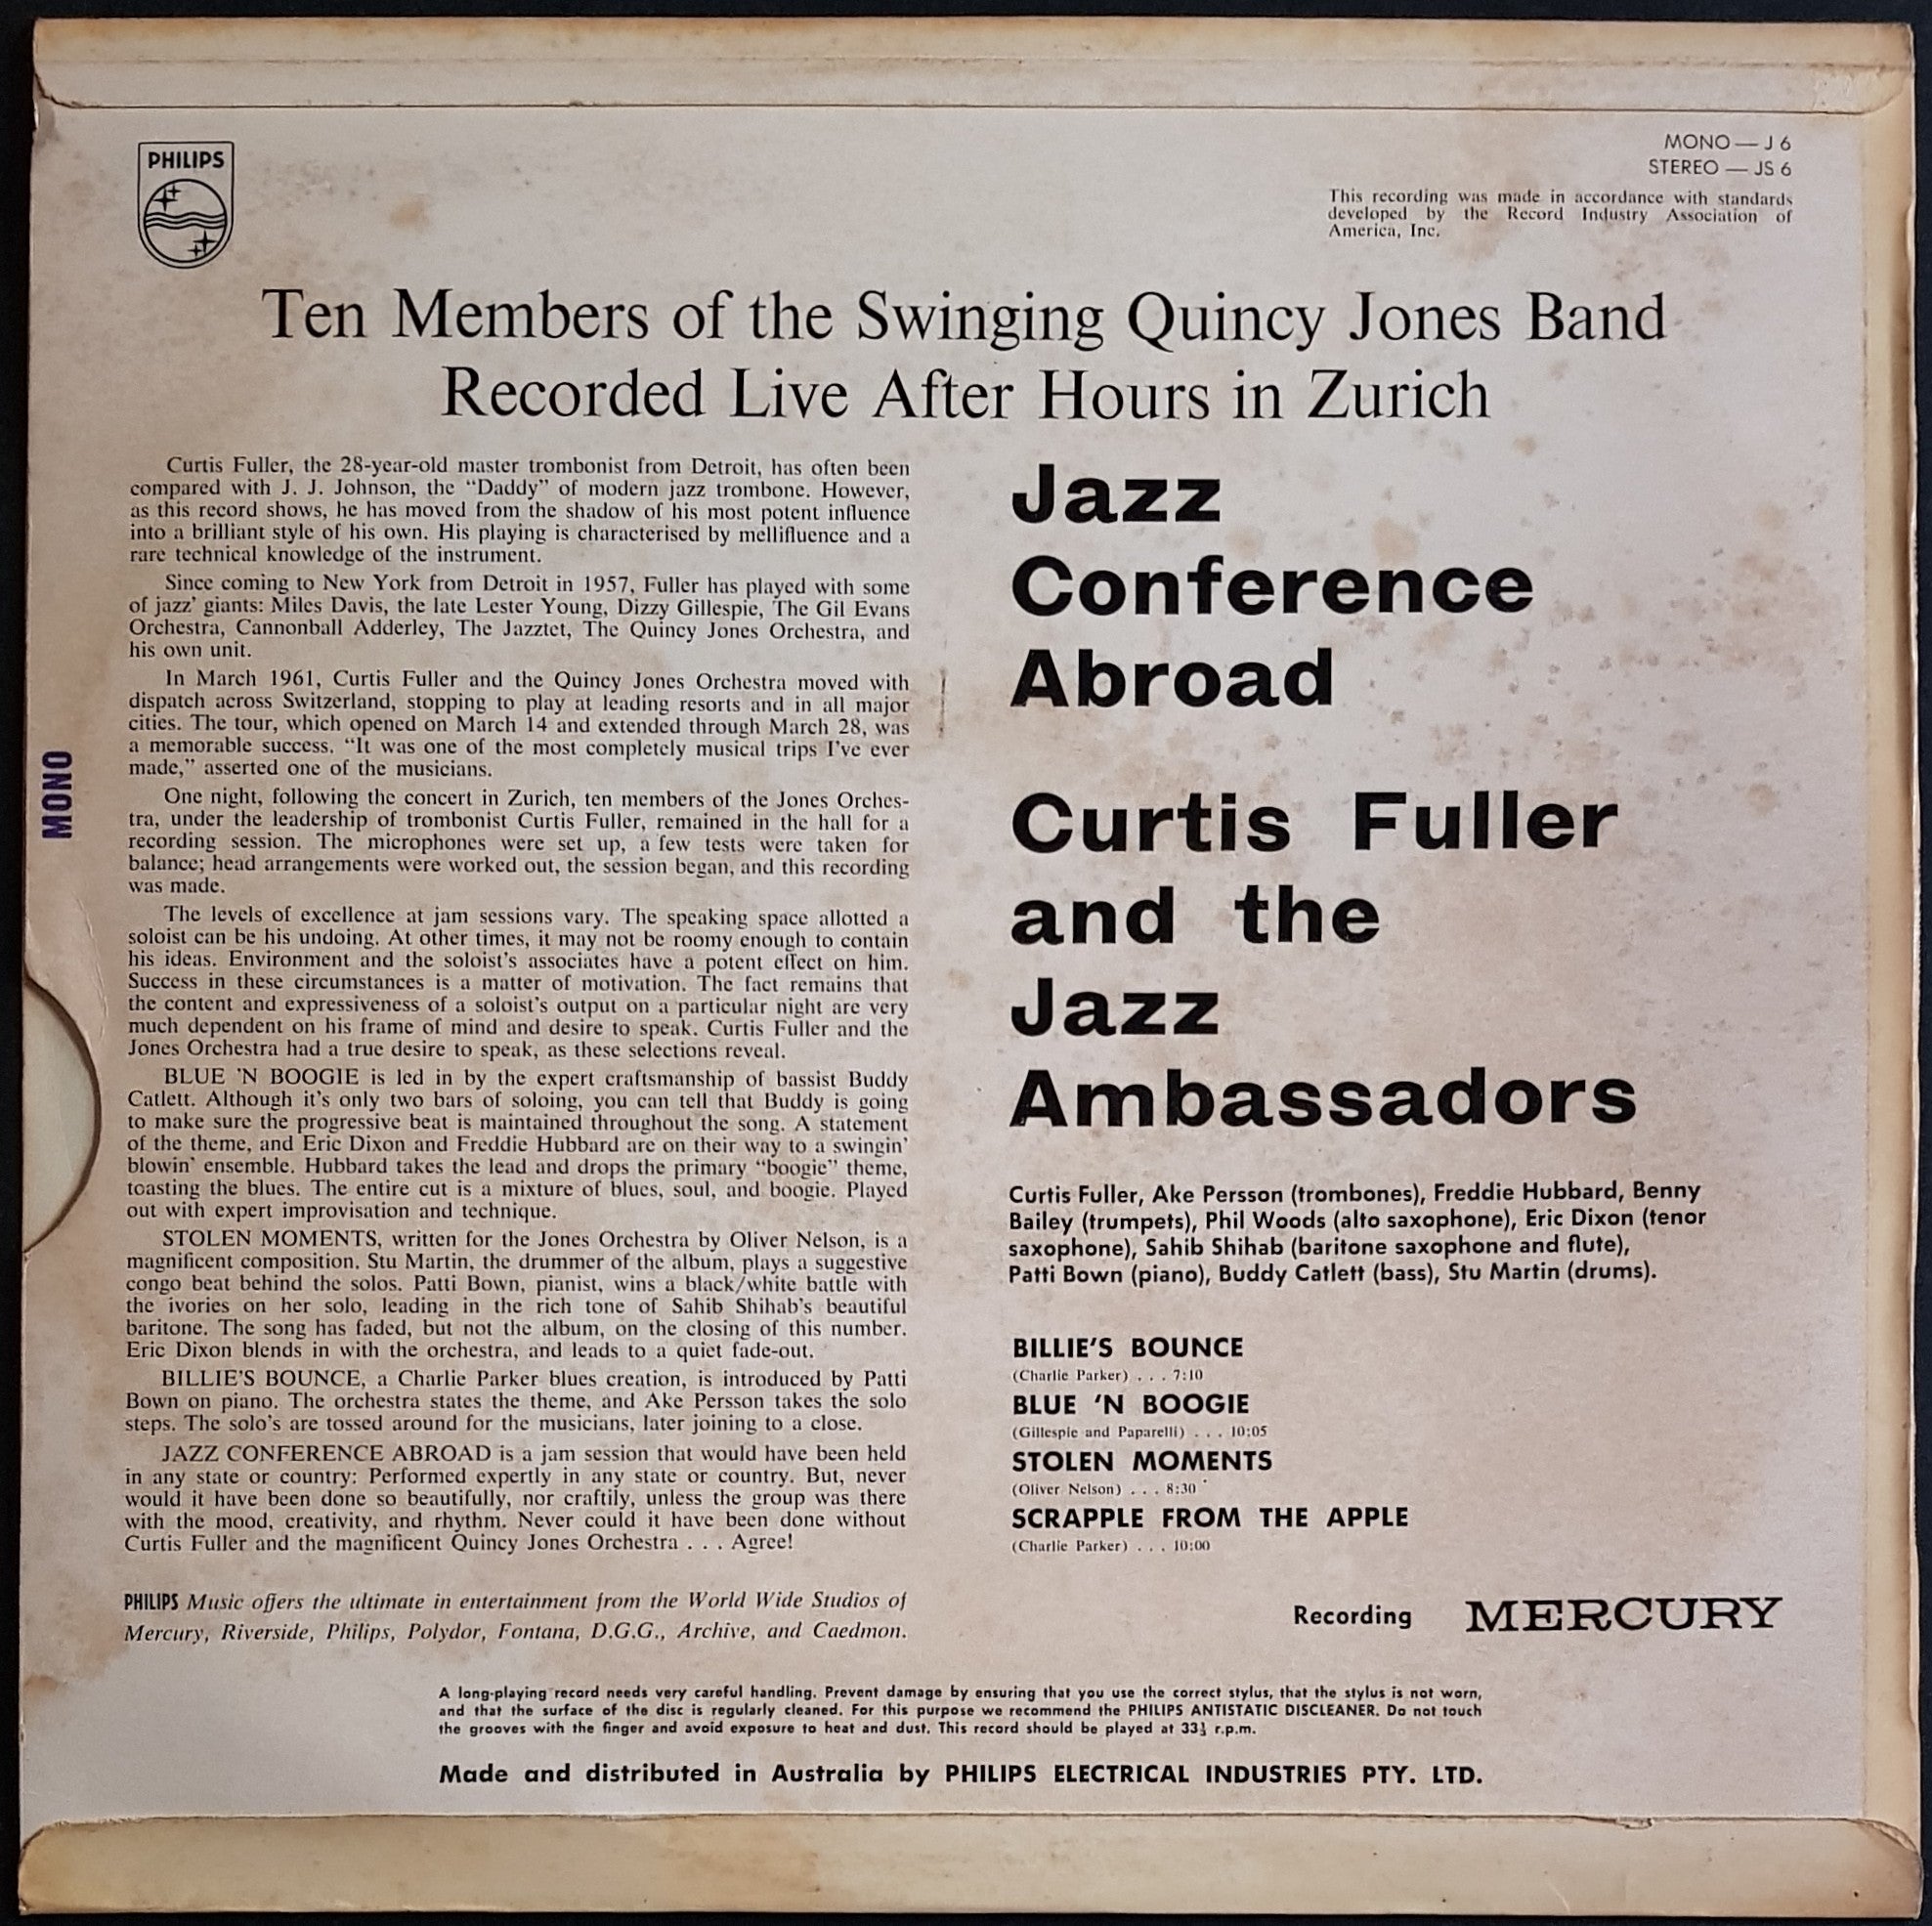 PHILIPS
MONO — J 6
STEREO — JS 6
This recording was made in accordance with standards
developed by the Record Industry Association of
America, Inc.
Ten Members of the Swinging Quincy Jones Band
Recorded Live After Hours in Zurich
Curtis Fuller, the 28-year-old master trombonist from Detroit, has often been
compared with J. J. Johnson, the “Daddy” of modern jazz trombone. However,
as this record shows, he has moved from the shadow of his most potent influence
into a brilliant style of his own. His playing is characterised by mellifluence and a
rare technical knowledge of the instrument.
Since coming to New York from Detroit in 1957, Fuller has played with some
of jazz’ giants: Miles Davis, the late Lester Young, Dizzy Gillespie, The Gil Evans
Orchestra, Cannonball Adderley, The Jazztet, The Quincy Jones Orchestra, and
his own unit.
In March 1961, Curtis Fuller and the Quincy Jones Orchestra moved with
dispatch across Switzerland, stopping to play at leading resorts and in all major
cities. The tour, which opened on March 14 and extended through March 28, was
a memorable success. “It was one of the most completely musical trips I’ve ever
made,” asserted one of the musicians.
One night, following the concert in Zurich, ten members of the Jones Orches-
tra, under the leadership of trombonist Curtis Fuller, remained in the hall for a
recording session. The microphones were set up, a few tests were taken for
balance; head arrangements were worked out, the session began, and this recording
was made.
The levels of excellence at jam sessions vary. The speaking space allotted a
soloist can be his undoing. At other times, it may not be roomy enough to contain
his ideas. Environment and the soloist’s associates have a potent effect on him.
Success in these circumstances is a matter of motivation. The fact remains that
the content and expressiveness of a soloist’s output on a particular night are very
much dependent on his frame of mind and desire to speak. Curtis Fuller and the
Jones Orchestra had a true desire to speak, as these selections reveal.
BLUE ’N BOOGIE is led in by the expert craftsmanship of bassist Buddy
Catlett. Although it’s only two bars of soloing, you can tell that Buddy is going
to make sure the progressive beat is maintained throughout the song. A statement
of the theme, and Eric Dixon and Freddie Hubbard are on their way to a swingin’
blowin’ ensemble. Hubbard takes the lead and drops the primary “boogie” theme,
toasting the blues. The entire cut is a mixture of blues, soul, and boogie. Played
out with expert improvisation and technique.
STOLEN MOMENTS, written for the Jones Orchestra by Oliver Nelson, is a
magnificent composition. Stu Martin, the drummer of the album, plays a suggestive
congo beat behind the solos. Patti Bown, pianist, wins a black/white battle with
the ivories on her solo, leading in the rich tone of Sahib Shihab’s beautiful
baritone. The song has faded, but not the album, on the closing of this number.
Eric Dixon blends in with the orchestra, and leads to a quiet fade-out.
BILLIE’S BOUNCE, a Charlie Parker blues creation, is introduced by Patti
Bown on piano. The orchestra states the theme, and Ake Persson takes the solo
steps. The solo’s are tossed around for the musicians, later joining to a close.
JAZZ CONFERENCE ABROAD is a jam session that would have been held
in any state or country: Performed expertly in any state or country. But, never
would it have been done so beautifully, nor craftily, unless the group was there
with the mood, creativity, and rhythm. Never could it have been done without
Curtis Fuller and the magnificent Quincy Jones Orchestra . . . Agree!
PHILIPS Music offers the ultimate in entertainment from the World Wide Studios of
Mercury, Riverside, Philips, Polydor, Fontana, D.G.G., Archive, and Caedmon.
MONO
Jazz
Conference
Abroad
Curtis Fuller
and the
Jazz
Ambassadors
Curtis Fuller, Ake Persson (trombones), Freddie Hubbard, Benny
Bailey (trumpets), Phil Woods (alto saxophone), Eric Dixon (tenor
saxophone), Sahib Shihab (baritone saxophone and flute),
Patti Bown (piano), Buddy Catlett (bass), Stu Martin (drums).
BILLIE’S BOUNCE
(Charlie Parker) . . . 7:10
BLUE ’N BOOGIE
(Gillespie and Paparelli) . . . 10:05
STOLEN MOMENTS
(Oliver Nelson) . . . 8:30
SCRAPPLE FROM THE APPLE
(Charlie Parker) . . . 10:00
Recording MERCURY
A long-playing record needs very careful handling. Prevent damage by ensuring that you use the correct stylus, that the stylus is not worn,
and that the surface of the disc is regularly cleaned. For this purpose we recommend the PHILIPS ANTISTATIC DISCLEANER. Do not touch
the grooves with the finger and avoid exposure to heat and dust. This record should be played at 33⅓ r.p.m.
Made and distributed in Australia by PHILIPS ELECTRICAL INDUSTRIES PTY. LTD.